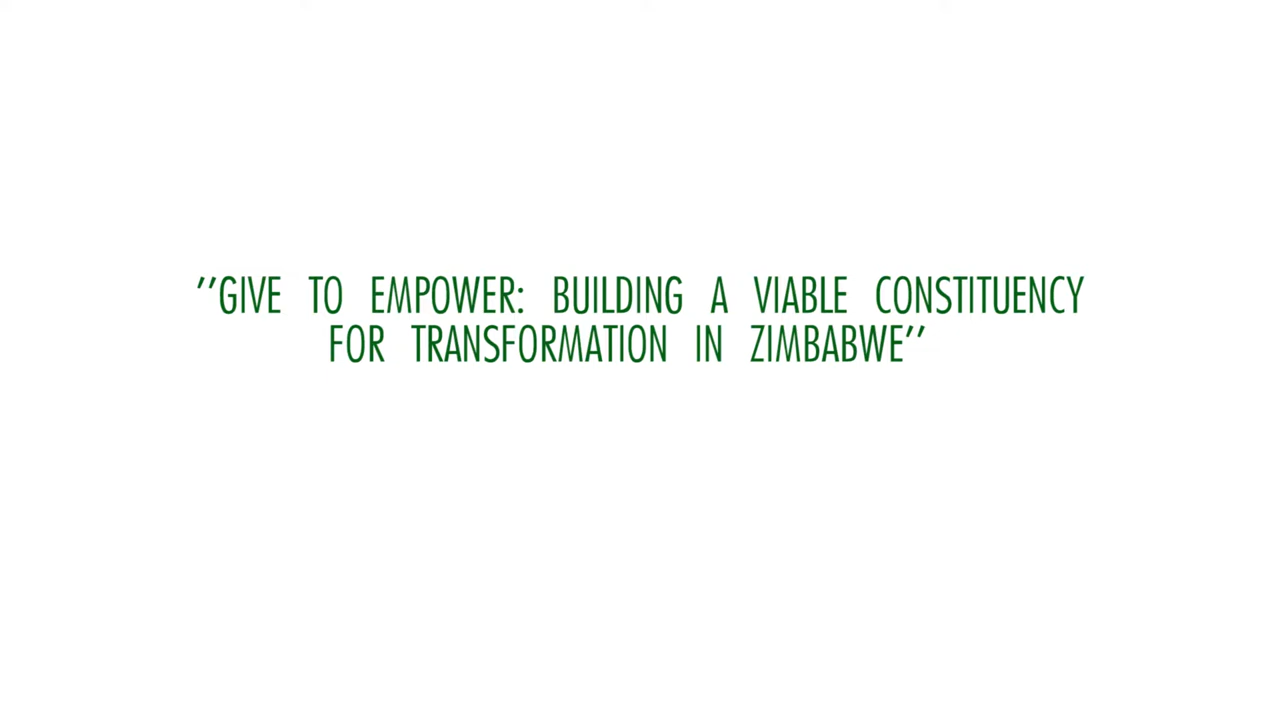 ’’GIVE TO EMPOWER: BUILDING A VIABLE CONSTITUENCY
FOR TRANSFORMATION IN ZIMBABWE’’